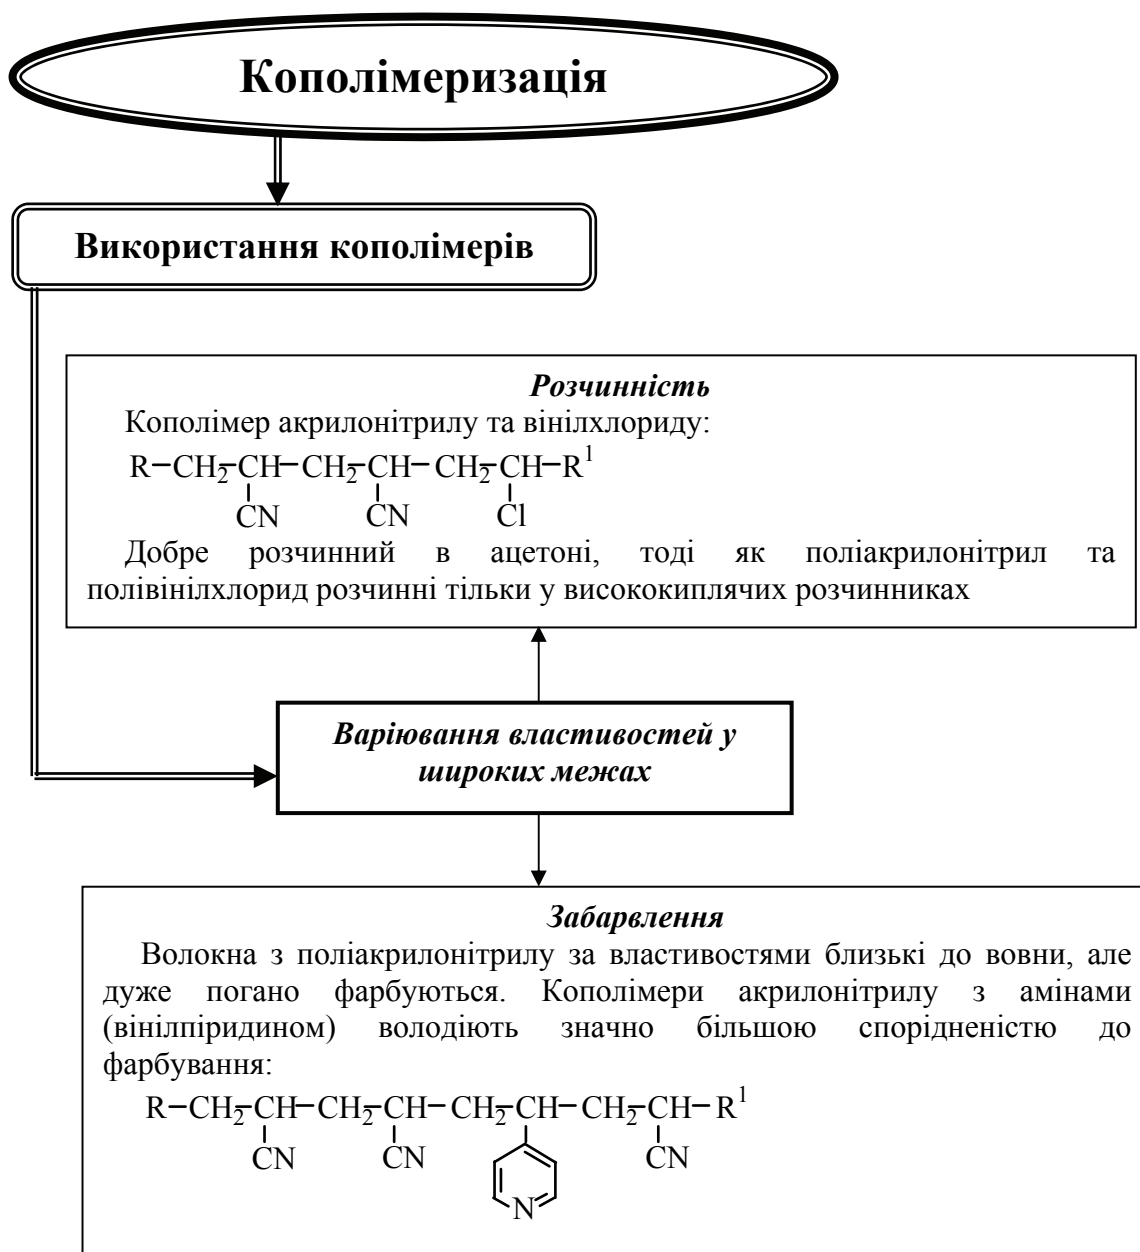 Кополімеризація
Використання кополімерів
Розчинність
Кополімер акрилонітрилу та вінілхлориду:
R–CH2–CH–CH2–CH–CH2–CH–R1
CN CN Cl
Добре розчинний в ацетоні, тоді як поліакрилонітрил та
полівінілхлорид розчинні тільки у висококиплячих розчинниках
Варіювання властивостей у
широких межах
Забарвлення
Волокна з поліакрилонітрилу за властивостями близькі до вовни, але
дуже погано фарбуються. Кополімери акрилонітрилу з амінами
(вінілпіридином) володіють значно більшою спорідненістю до
фарбування:
R–CH2–CH–CH2–CH–CH2–CH–CH2–CH–R1
CN CN CN
N